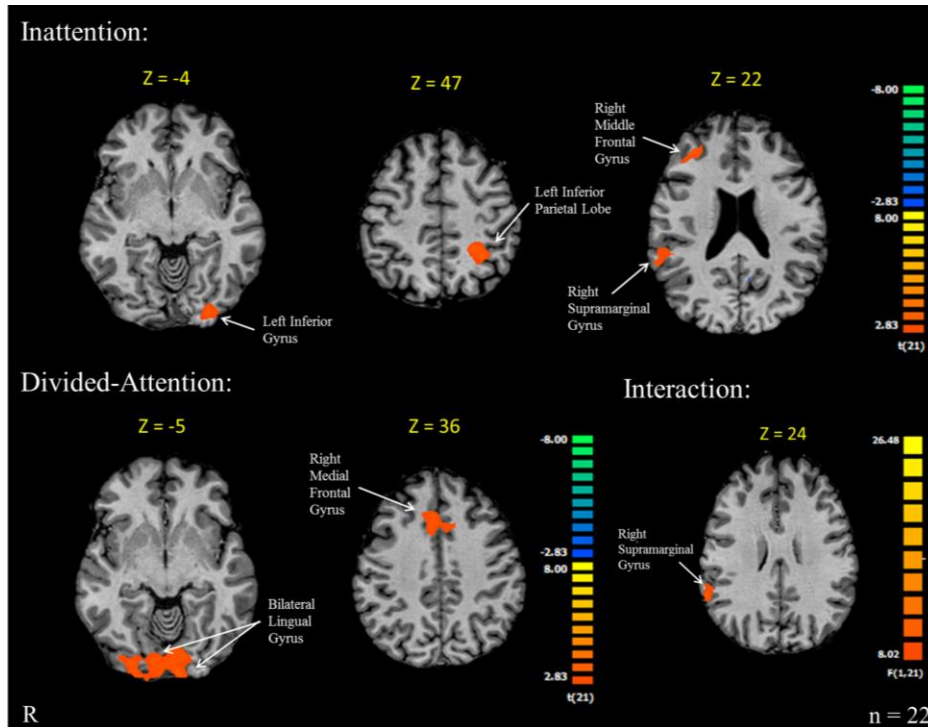 Inattention:
Z = -4
Z = 47
Z = 22
Right
Middle
Frontal
Gyrus
Left Inferior
Parietal Lobe
Right
Supramarginal
Gyrus
Left Inferior
Gyrus
-8.00
-2.83
8.00
2.83
t(21)
Divided-Attention:
Interaction:
Z = -5
Z = 36
Z = 24
Right
Medial
Frontal
Gyrus
Bilateral
Lingual
Gyrus
-8.00
-2.83
8.00
2.83
t(21)
Right
Supramarginal
Gyrus
26.48
8.02
F(1,21)
R
n = 22